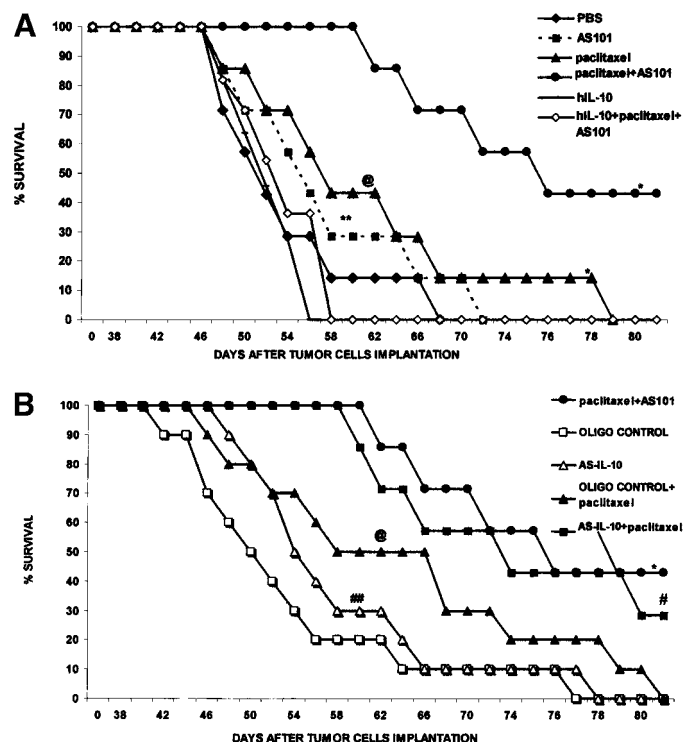 A
PBS
AS101
paclitaxel
paclitaxel+AS101
hIL-10
hIL-10+paclitaxel+
AS101
100
90
80
70
60
50
40
30
20
10
0
% SURVIVAL
@
**
*
*
0 38 42 46 50 54 58 62 66 70 74 76 78 80
DAYS AFTER TUMOR CELLS IMPLANTATION
B
paclitaxel+AS101
OLIGO CONTROL
AS-IL-10
OLIGO CONTROL+
paclitaxel
AS-IL-10+paclitaxel
100
90
80
70
60
50
40
30
20
10
0
% SURVIVAL
@
##
*
#
0 38 42 46 50 54 58 62 66 70 74 76 78 80
DAYS AFTER TUMOR CELLS IMPLANTATION